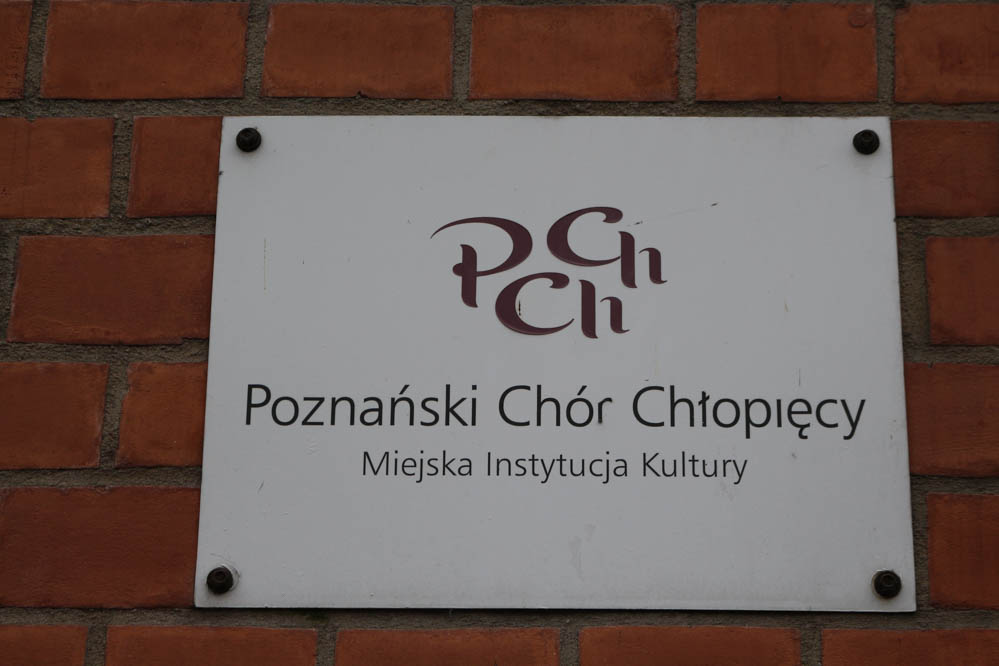 PChCh
Poznański Chór Chłopięcy
Miejska Instytucja Kultury